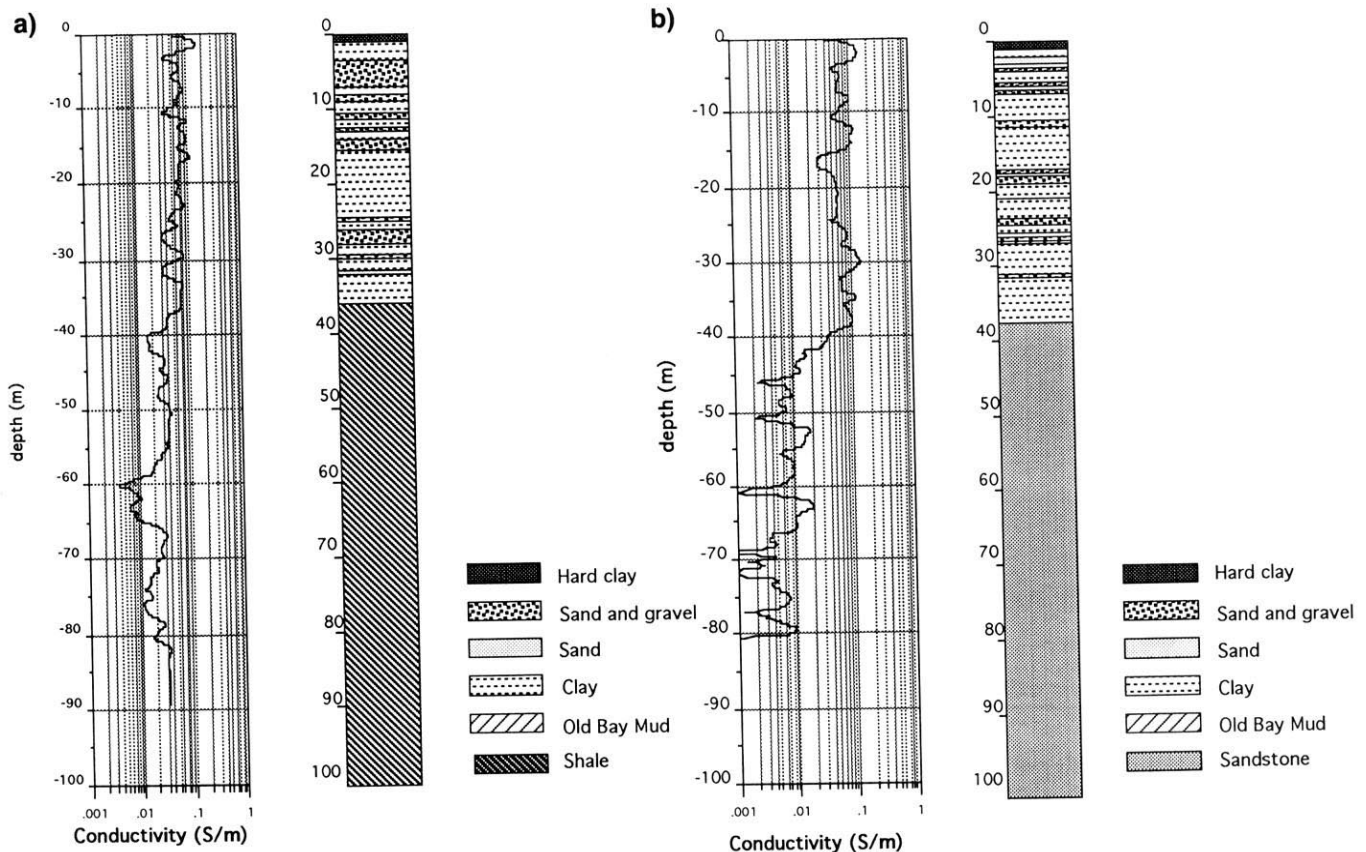 a)
0
-10
-20
-30
-40
-50
-60
-70
-80
-90
-100
depth (m)
.001 .01 .1 1
Conductivity (S/m)
0
10
20
30
40
50
60
70
80
90
100
Hard clay
Sand and gravel
Sand
Clay
Old Bay Mud
Shale
b)
0
-10
-20
-30
-40
-50
-60
-70
-80
-90
-100
depth (m)
.001 .01 .1 1
Conductivity (S/m)
0
10
20
30
40
50
60
70
80
90
100
Hard clay
Sand and gravel
Sand
Clay
Old Bay Mud
Sandstone